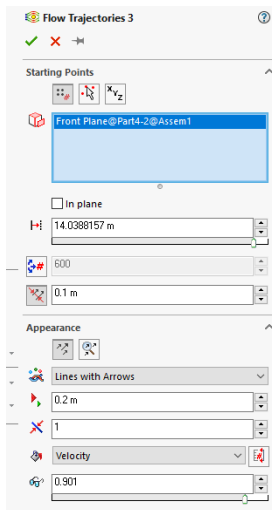 Flow Trajectories 3
Starting Points
X Y Z
Front Plane@Part4-2@Assem1
In plane
14.0388157 m
600
0.1 m
Appearance
Lines with Arrows
0.2 m
1
Velocity
0.901